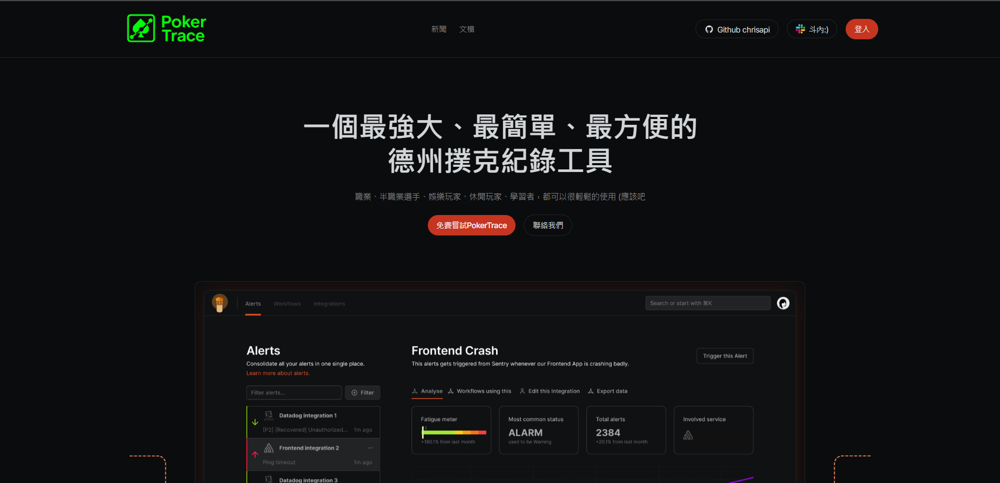 Poker
Trace
新聞
文檔
Github chrisapi
斗內:)
登入
一個最強大、最簡單、最方便的
德州撲克紀錄工具
職業、半職業選手、娛樂玩家、休閒玩家、學習者，都可以很輕鬆的使用 (應該吧
免費嘗試PokerTrace
聯絡我們
Alerts
Workflows
Integrations
Search or start with ⌘K
Alerts
Consolidate all your alerts in one single place.
Learn more about alerts.
Filter alerts...
Filter
Datadog integration 1
[P2] [Recovered] Unauthorized...
1m ago
Frontend integration 2
...
Ping timeout
1m ago
Datadog integration 3
Frontend Crash
This alerts gets triggered from Sentry whenever our Frontend App is crashing badly.
Trigger this Alert
Analyse
Workflows using this
Edit this Integration
Export data
Fatigue meter
3
+180.1% from last month
Most common status
ALARM
used to be Warning
Total alerts
2384
+20.1% from last month
Involved service